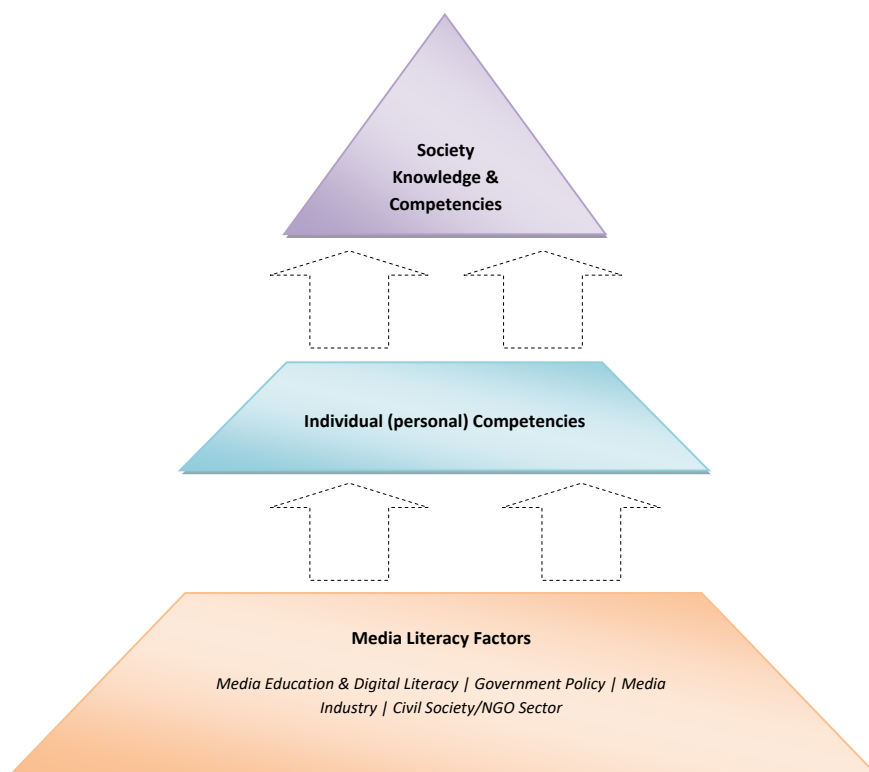 Society
Knowledge &
Competencies
Individual (personal) Competencies
Media Literacy Factors
Media Education & Digital Literacy | Government Policy | Media
Industry | Civil Society/NGO Sector